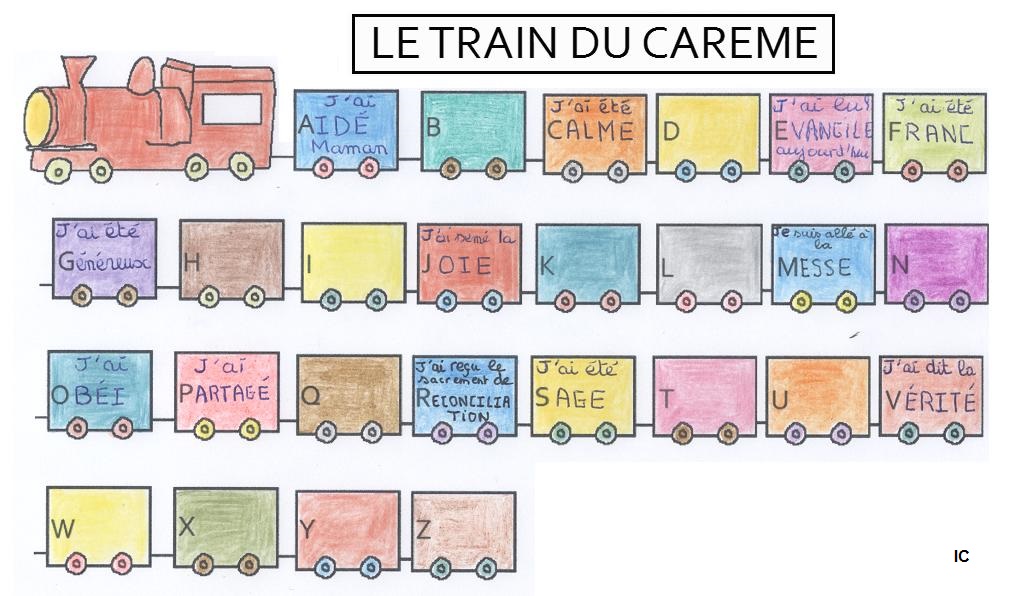 LE TRAIN DU CAREME
J'ai
AIDÉ
Maman
B
J'ai été
CALME
D
J'ai lu l'
EVANGILE
aujourd'hui
J'ai été
FRANC
J'ai été
Généreux
H
I
J'ai semé la
JOIE
K
L
Je suis allé à
la
MESSE
N
J'ai
OBÉI
J'ai
PARTAGÉ
Q
J'ai reçu le
sacrement de
RECONCILIA
TION
J'ai été
SAGE
T
U
J'ai dit la
VÉRITÉ
W
X
Y
Z
IC